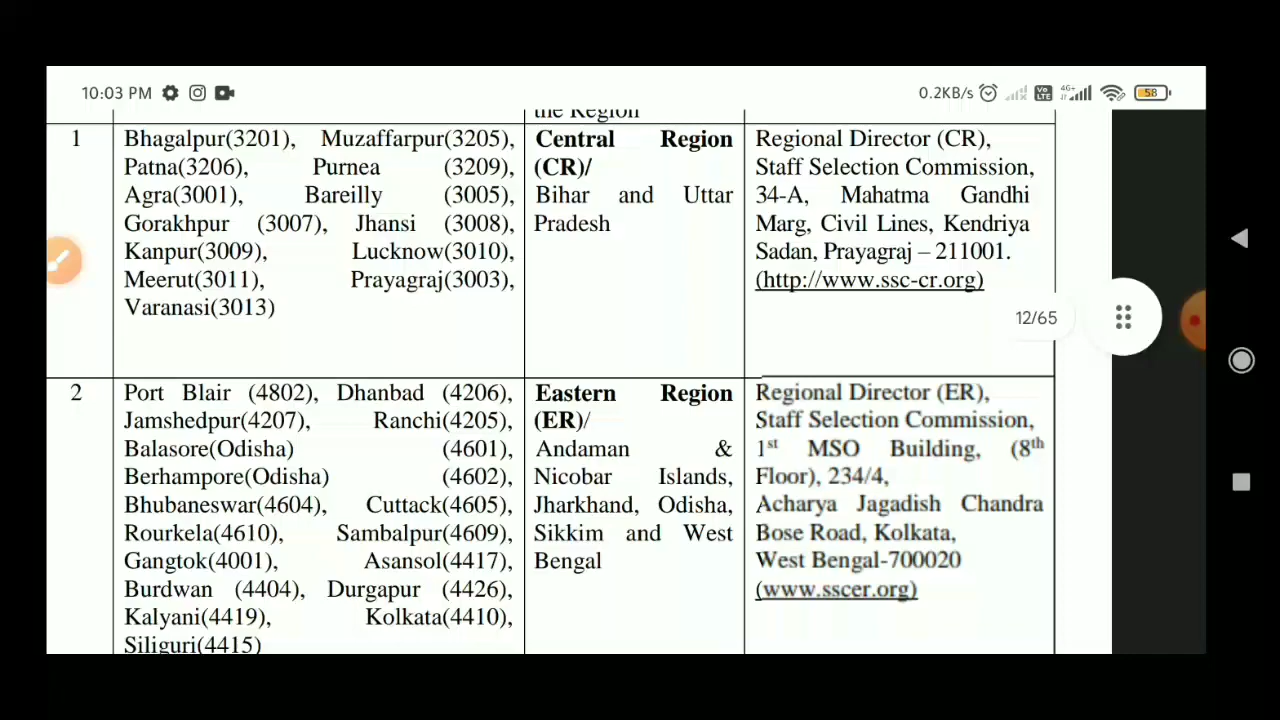 10:03 PM
0.2KB/s
Vo LTE
4G+
58
the Region
1
Bhagalpur(3201), Muzaffarpur(3205),
Patna(3206), Purnea (3209),
Agra(3001), Bareilly (3005),
Gorakhpur (3007), Jhansi (3008),
Kanpur(3009), Lucknow(3010),
Meerut(3011), Prayagraj(3003),
Varanasi(3013)
Central Region
(CR)/
Bihar and Uttar
Pradesh
Regional Director (CR),
Staff Selection Commission,
34-A, Mahatma Gandhi
Marg, Civil Lines, Kendriya
Sadan, Prayagraj – 211001.
(http://www.ssc-cr.org)
12/65
2
Port Blair (4802), Dhanbad (4206),
Jamshedpur(4207), Ranchi(4205),
Balasore(Odisha) (4601),
Berhampore(Odisha) (4602),
Bhubaneswar(4604), Cuttack(4605),
Rourkela(4610), Sambalpur(4609),
Gangtok(4001), Asansol(4417),
Burdwan (4404), Durgapur (4426),
Kalyani(4419), Kolkata(4410),
Siliguri(4415)
Eastern Region
(ER)/
Andaman &
Nicobar Islands,
Jharkhand, Odisha,
Sikkim and West
Bengal
Regional Director (ER),
Staff Selection Commission,
1st MSO Building, (8th
Floor), 234/4,
Acharya Jagadish Chandra
Bose Road, Kolkata,
West Bengal-700020
(www.sscer.org)